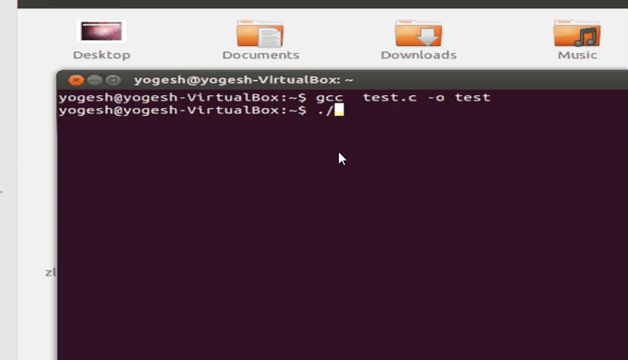 Desktop Documents Downloads Music
yogesh@yogesh-VirtualBox: ~
yogesh@yogesh-VirtualBox:~$ gcc  test.c -o test
yogesh@yogesh-VirtualBox:~$ ./